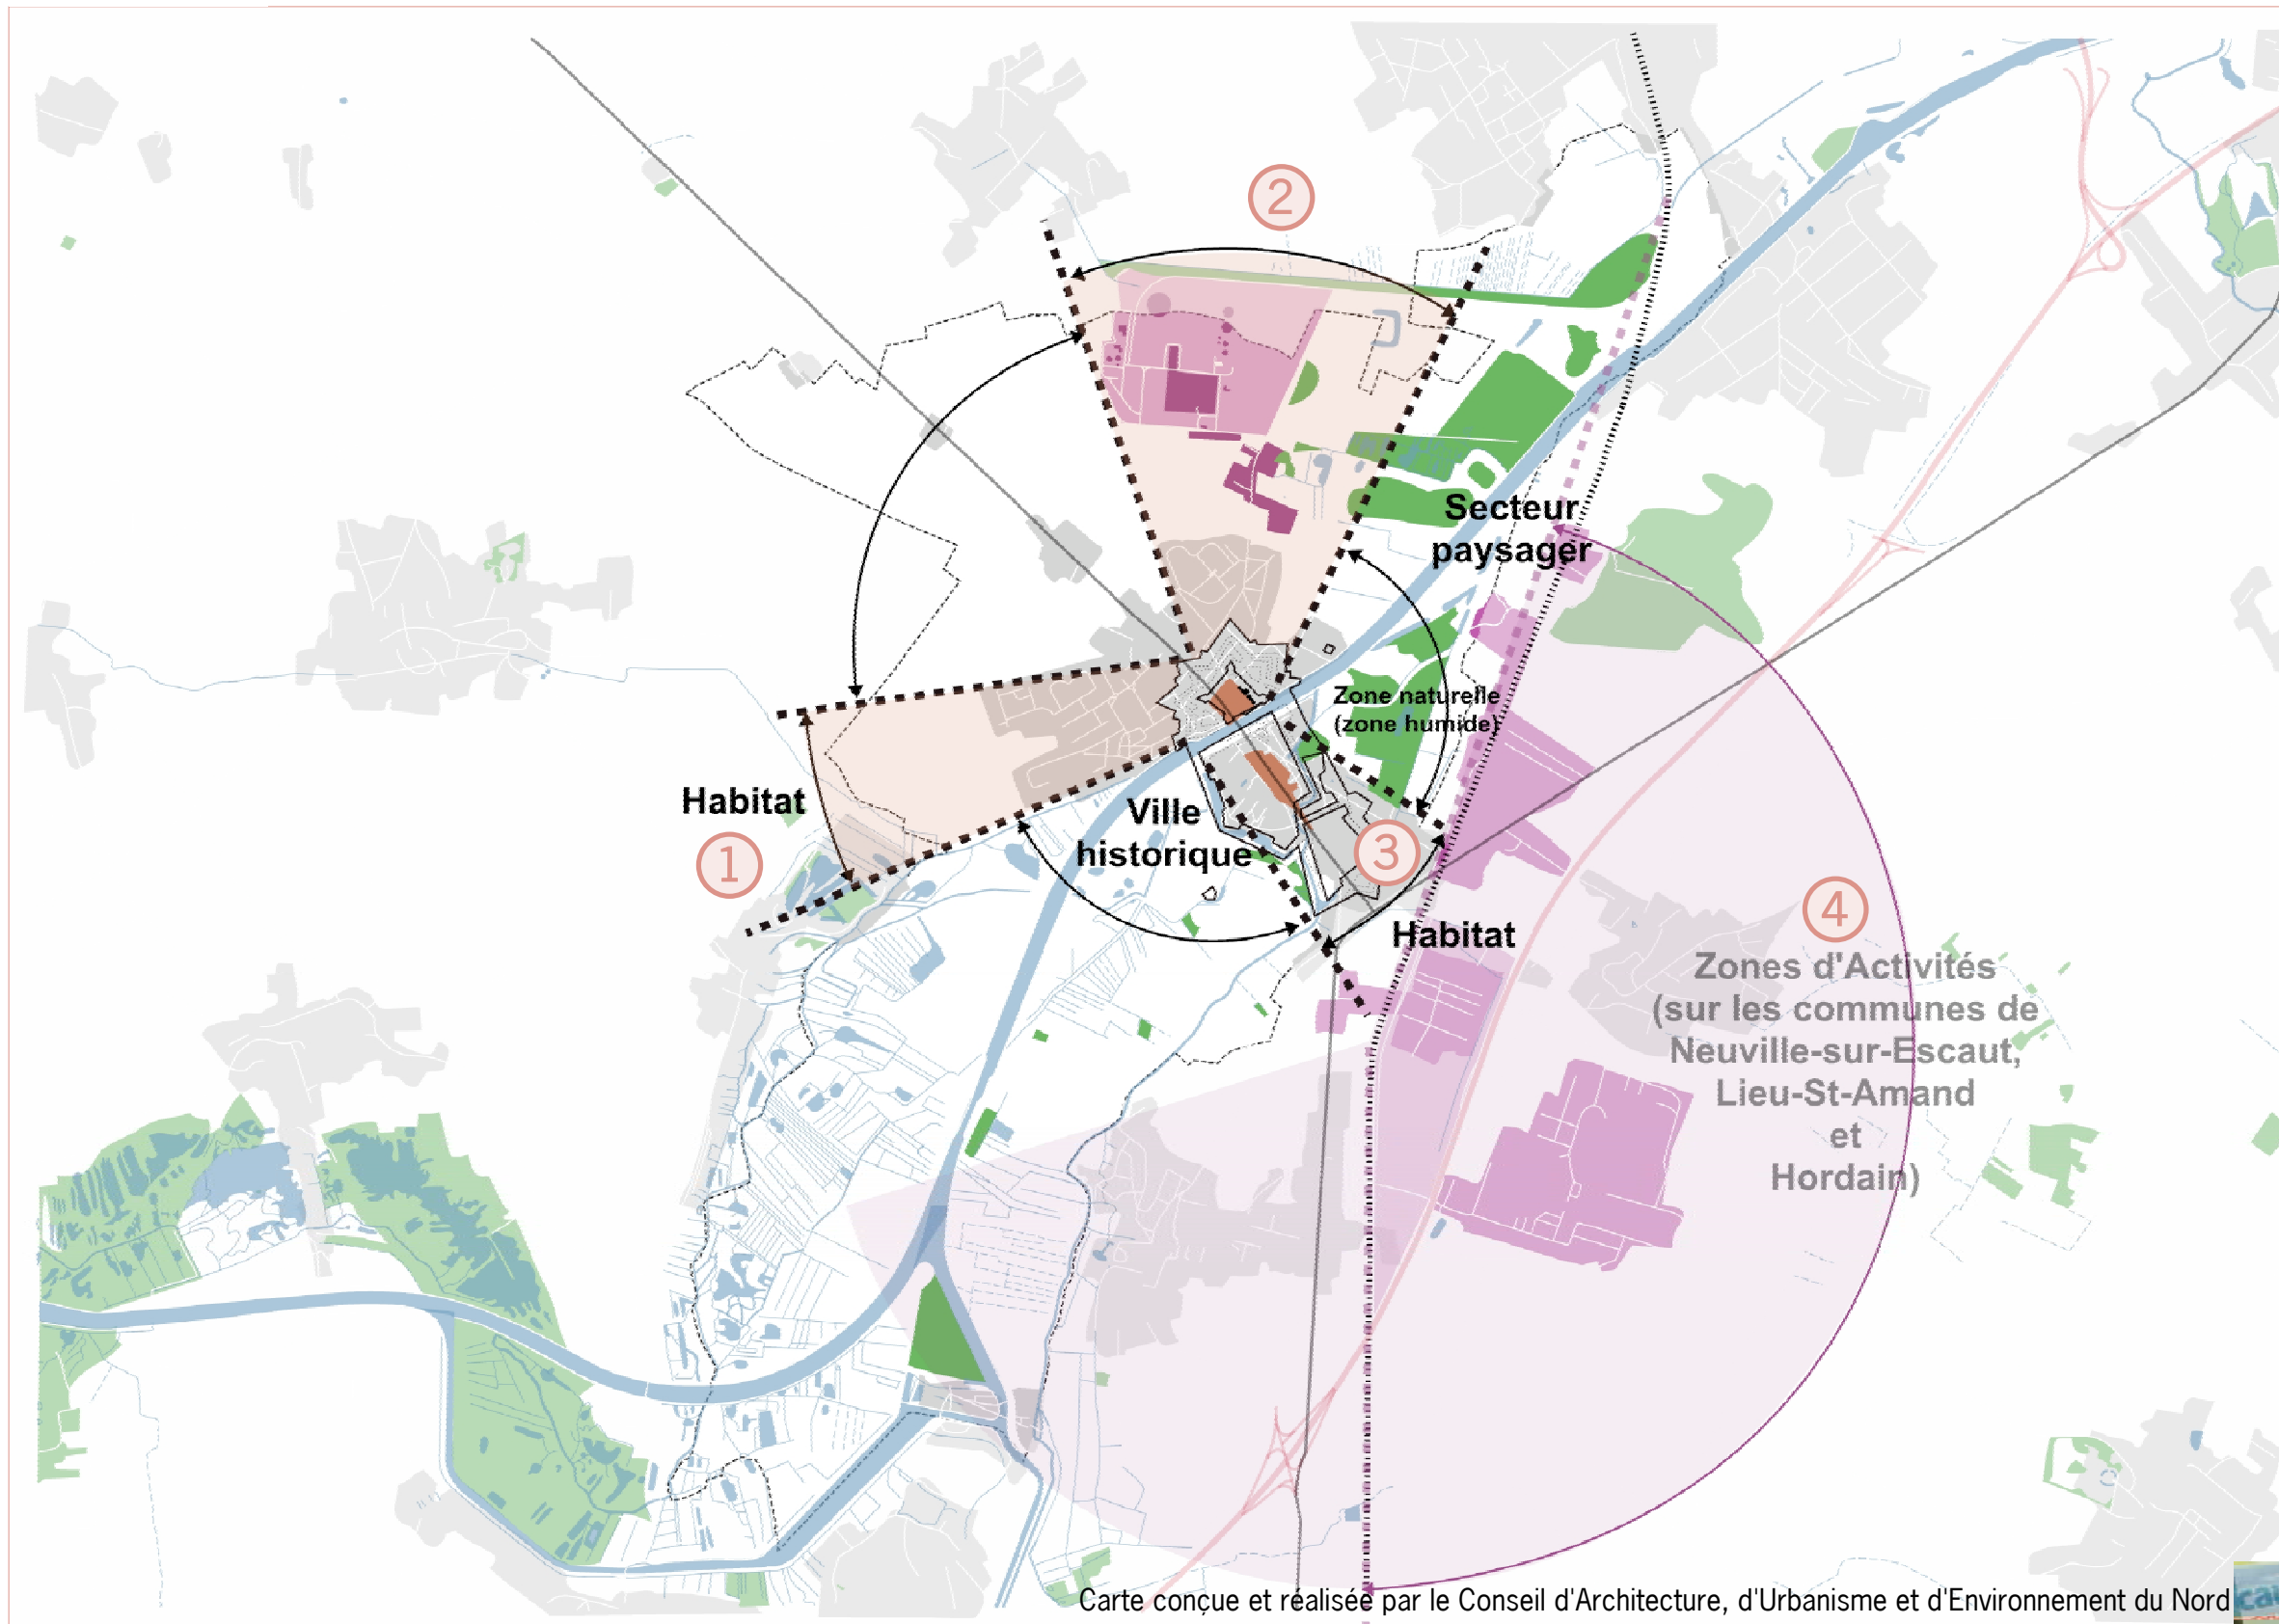 2
Secteur
paysager
Zone naturelle
(zone humide)
Habitat
1
Ville
historique
3
Habitat
4
Zones d'Activités
(sur les communes de
Neuville-sur-Escaut,
Lieu-St-Amand
et
Hordain)
Carte conçue et réalisée par le Conseil d'Architecture, d'Urbanisme et d'Environnement du Nord